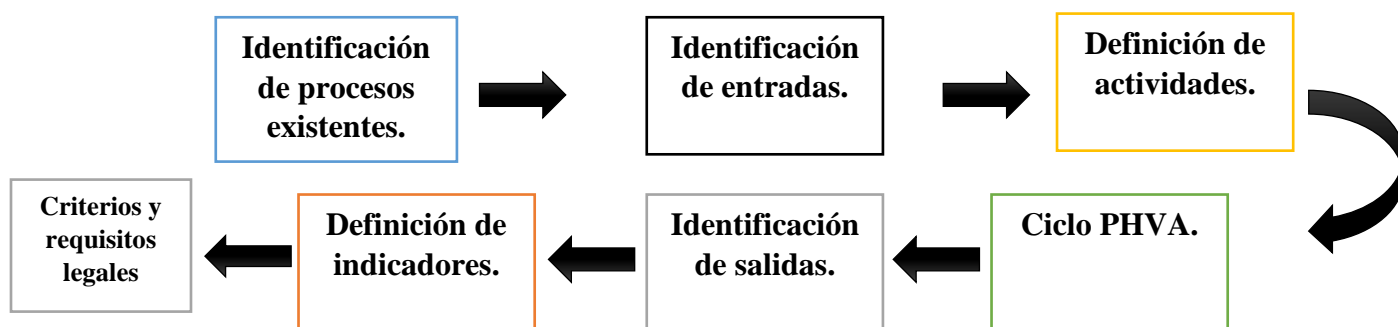 Identificación
de procesos
existentes.
Identificación
de entradas.
Definición de
actividades.
Ciclo PHVA.
Identificación
de salidas.
Definición de
indicadores.
Criterios y
requisitos
legales